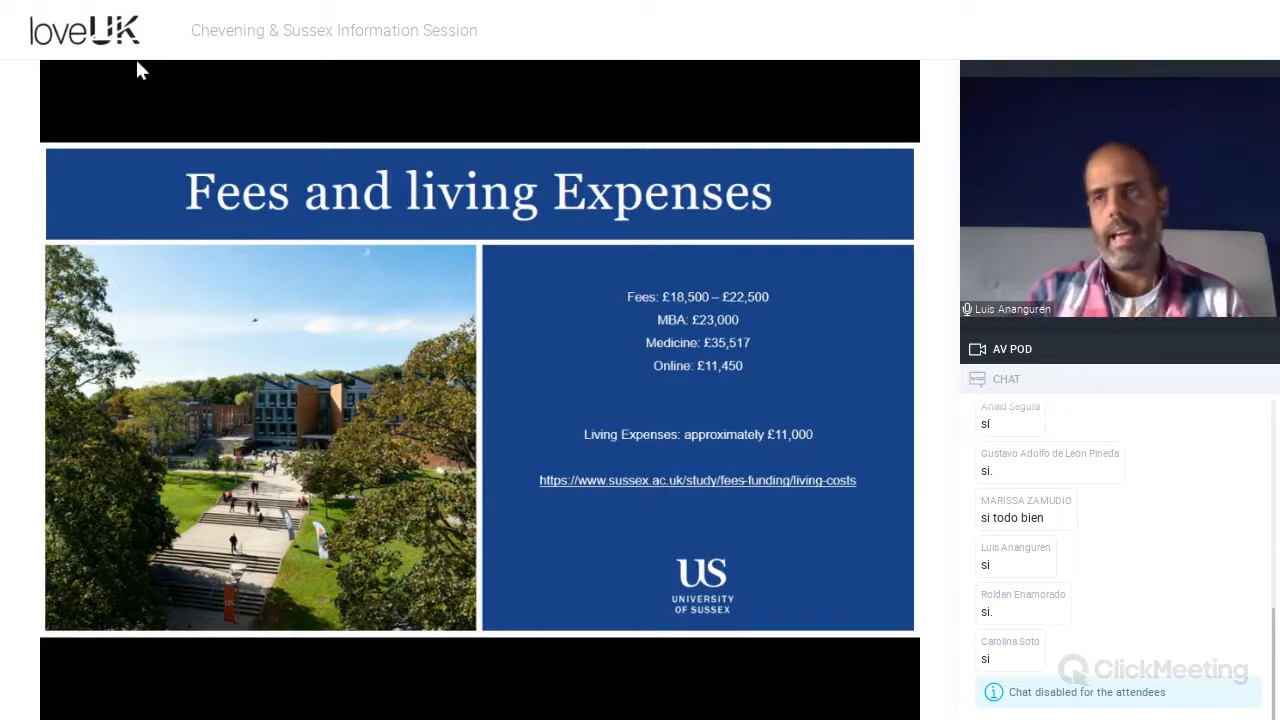 loveUK
Chevening & Sussex Information Session
Fees and living Expenses
Fees: £18,500 – £22,500
MBA: £23,000
Medicine: £35,517
Online: £11,450
Living Expenses: approximately £11,000
https://www.sussex.ac.uk/study/fees-funding/living-costs
US
UNIVERSITY
OF SUSSEX
US
Luis Ananguren
AV POD
CHAT
Anaid Segura
sí
Gustavo Adolfo de León Pineda
si.
MARISSA ZAMUDIO
si todo bien
Luis Ananguren
si
Roldan Enamorado
si.
Carolina Soto
si
ClickMeeting
Chat disabled for the attendees